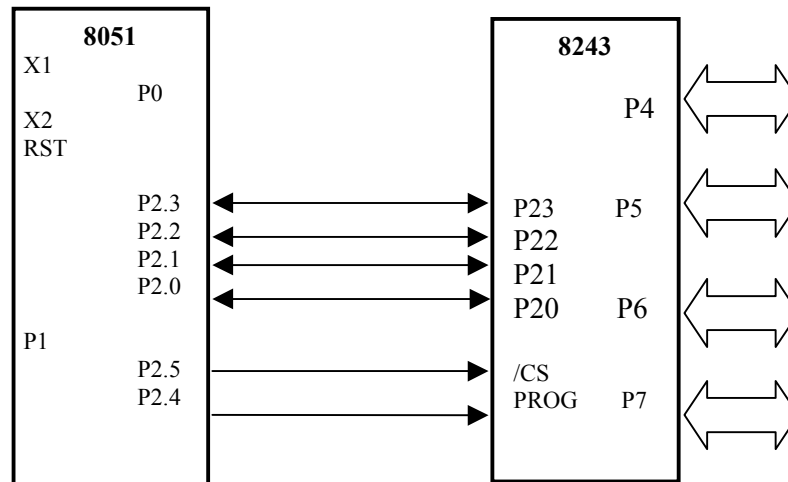 8051
X1
P0
X2
RST
P2.3
P2.2
P2.1
P2.0
P1
P2.5
P2.4
8243
P4
P23 P5
P22
P21
P20 P6
/CS
PROG P7